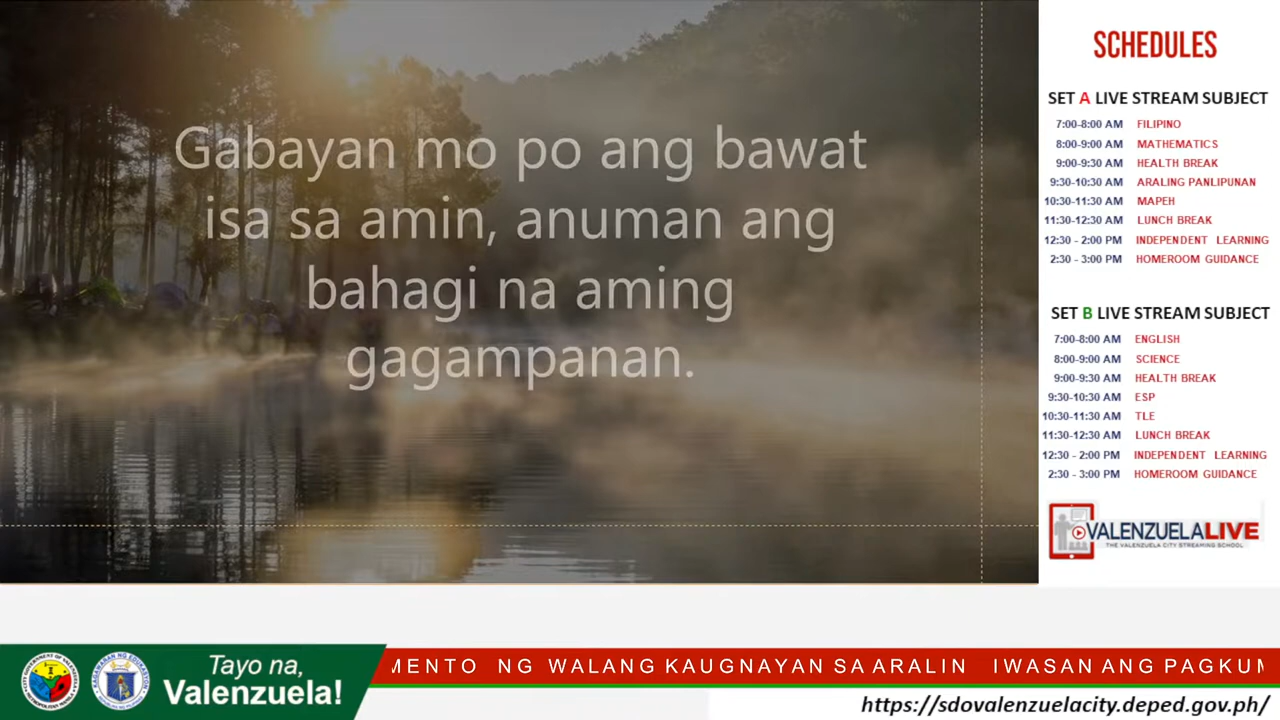 Gabayan mo po ang bawat
isa sa amin, anuman ang
bahagi na aming
gagampanan.
SCHEDULES
SET A LIVE STREAM SUBJECT
7:00-8:00 AM FILIPINO
8:00-9:00 AM MATHEMATICS
9:00-9:30 AM HEALTH BREAK
9:30-10:30 AM ARALING PANLIPUNAN
10:30-11:30 AM MAPEH
11:30-12:30 AM LUNCH BREAK
12:30 - 2:00 PM INDEPENDENT LEARNING
2:30 - 3:00 PM HOMEROOM GUIDANCE
SET B LIVE STREAM SUBJECT
7:00-8:00 AM ENGLISH
8:00-9:00 AM SCIENCE
9:00-9:30 AM HEALTH BREAK
9:30-10:30 AM ESP
10:30-11:30 AM TLE
11:30-12:30 AM LUNCH BREAK
12:30 - 2:00 PM INDEPENDENT LEARNING
2:30 - 3:00 PM HOMEROOM GUIDANCE
VALENZUELALIVE
THE VALENZUELA CITY STREAMING SCHOOL
Tayo na,
Valenzuela!
MENTO NG WALANG KAUGNAYAN SA ARALIN IWASAN ANG PAGKUM
https://sdovalenzuelacity.deped.gov.ph/